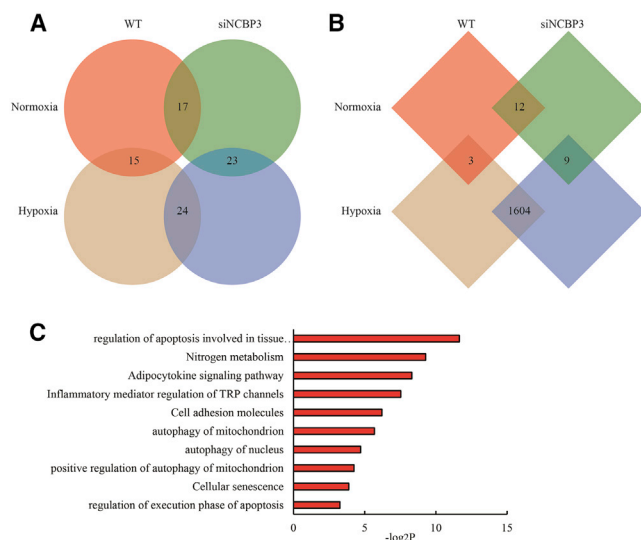 A
WT
siNCBP3
Normoxia
17
15
23
Hypoxia
24
B
WT
siNCBP3
Normoxia
12
3
9
Hypoxia
1604
C
regulation of apoptosis involved in tissue..
Nitrogen metabolism
Adipocytokine signaling pathway
Inflammatory mediator regulation of TRP channels
Cell adhesion molecules
autophagy of mitochondrion
autophagy of nucleus
positive regulation of autophagy of mitochondrion
Cellular senescence
regulation of execution phase of apoptosis
0 5 10 15
-log2P